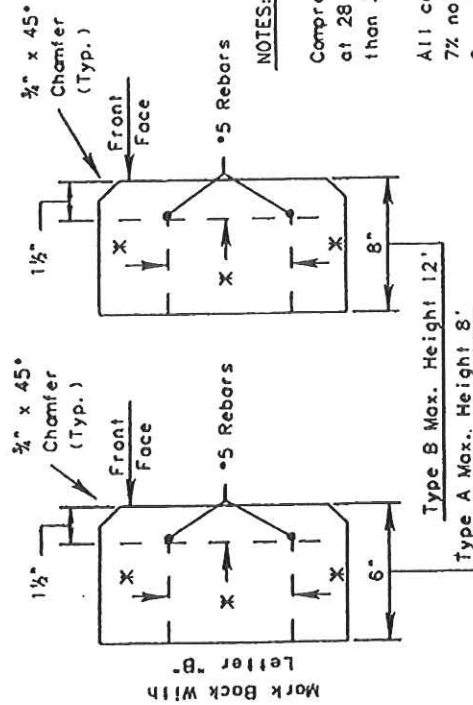 ¾" x 45°
Chamfer
(Typ.)
1½"
Front
Face
#5 Rebars
6"
Mark Back With
Letter "B"
¾" x 45°
Chamfer
(Typ.)
1½"
Front
Face
#5 Rebars
8"
Type B Max. Height 12'
Type A Max. Height 8'
NOTES:
Compre
at 28
than
All co
7% no